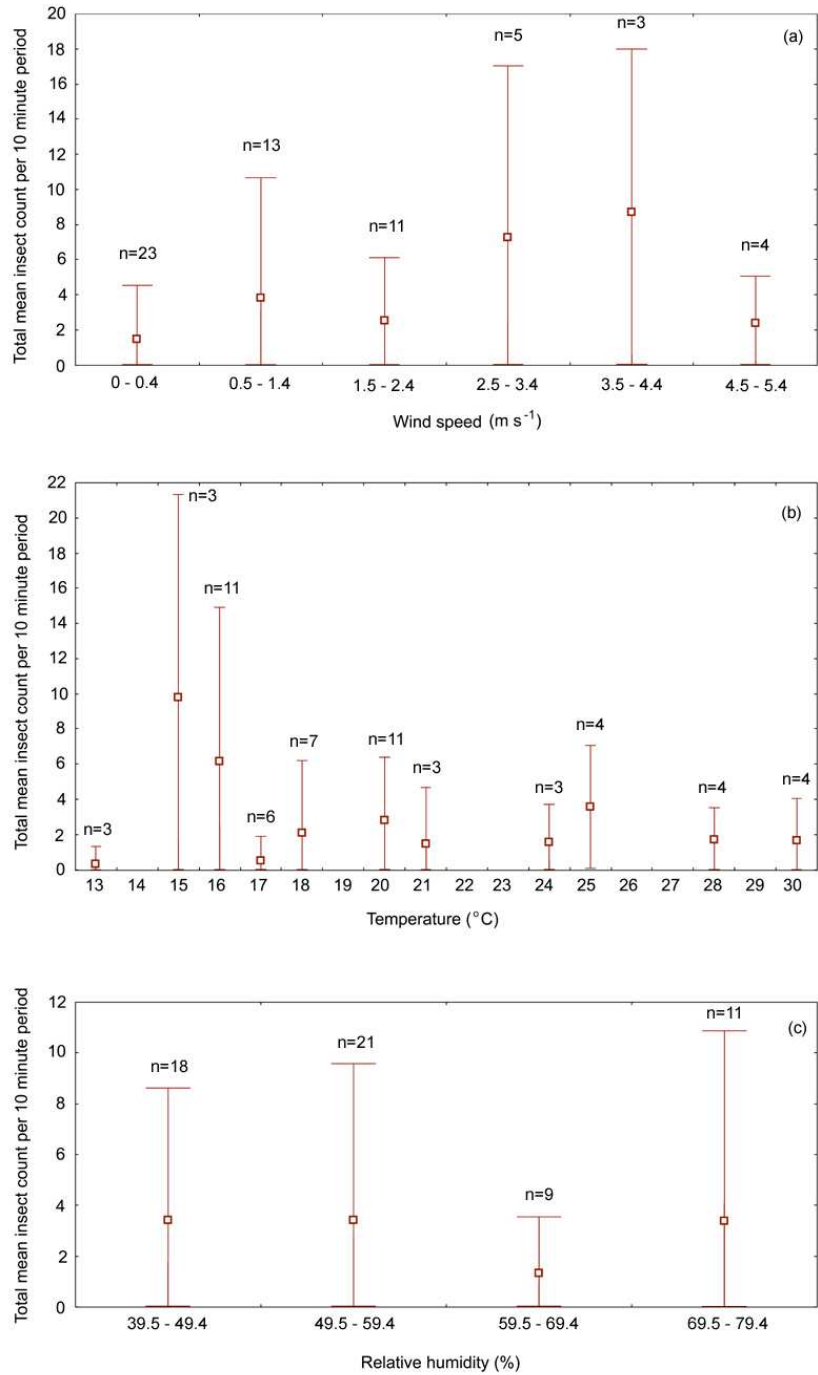 20
18
16
14
12
10
8
6
4
2
0
Total mean insect count per 10 minute period
n=23
n=13
n=11
n=5
n=3
n=4
(a)
0 - 0.4
0.5 - 1.4
1.5 - 2.4
2.5 - 3.4
3.5 - 4.4
4.5 - 5.4
Wind speed (m s⁻¹)
22
20
18
16
14
12
10
8
6
4
2
0
Total mean insect count per 10 minute period
n=3
n=3
n=11
n=6
n=7
n=11
n=3
n=3
n=4
n=4
n=4
(b)
13 14 15 16 17 18 19 20 21 22 23 24 25 26 27 28 29 30
Temperature (°C)
12
10
8
6
4
2
0
Total mean insect count per 10 minute period
n=18
n=21
n=9
n=11
(c)
39.5 - 49.4
49.5 - 59.4
59.5 - 69.4
69.5 - 79.4
Relative humidity (%)